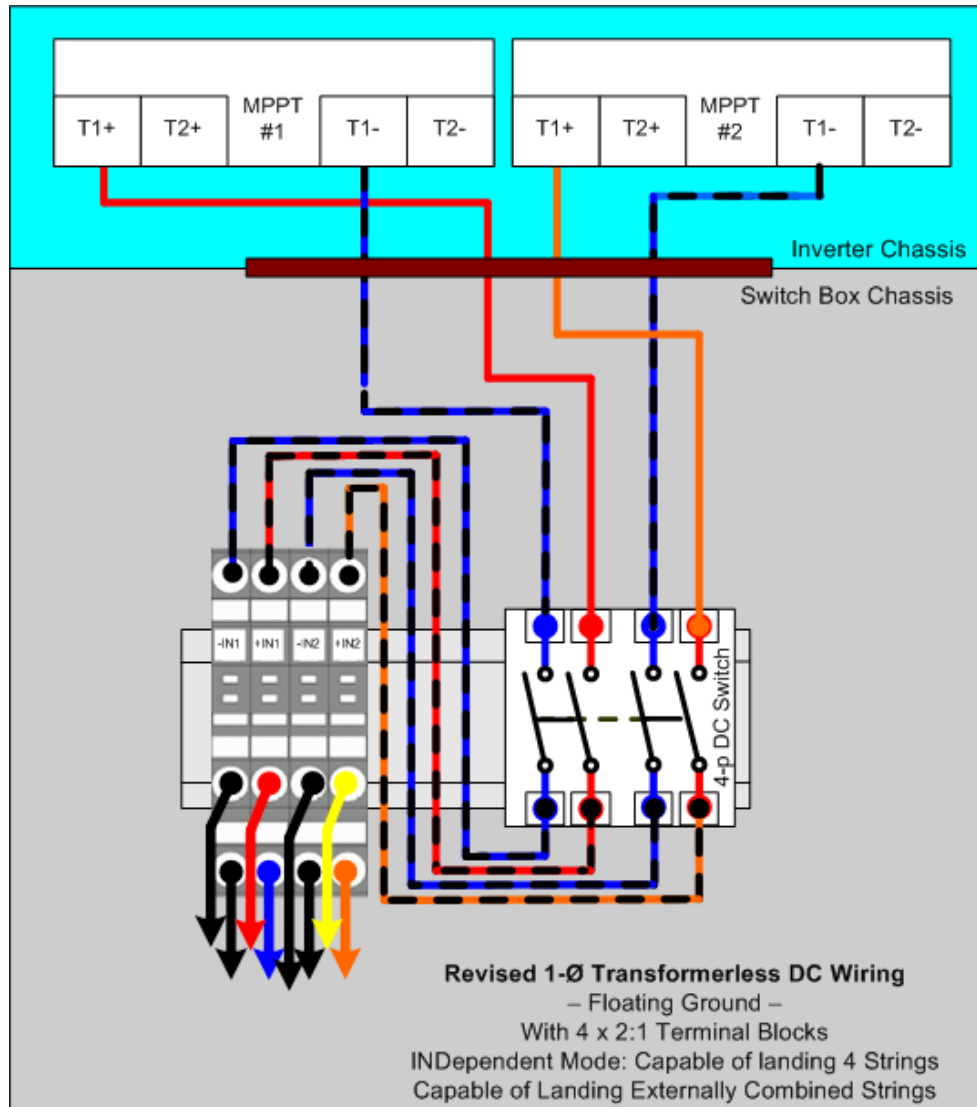 T1+
T2+
MPPT
#1
T1-
T2-
T1+
T2+
MPPT
#2
T1-
T2-
Inverter Chassis
Switch Box Chassis
-IN1
+IN1
-IN2
+IN2
4-p DC Switch
Revised 1-Ø Transformerless DC Wiring
– Floating Ground –
With 4 x 2:1 Terminal Blocks
INDependent Mode: Capable of landing 4 Strings
Capable of Landing Externally Combined Strings